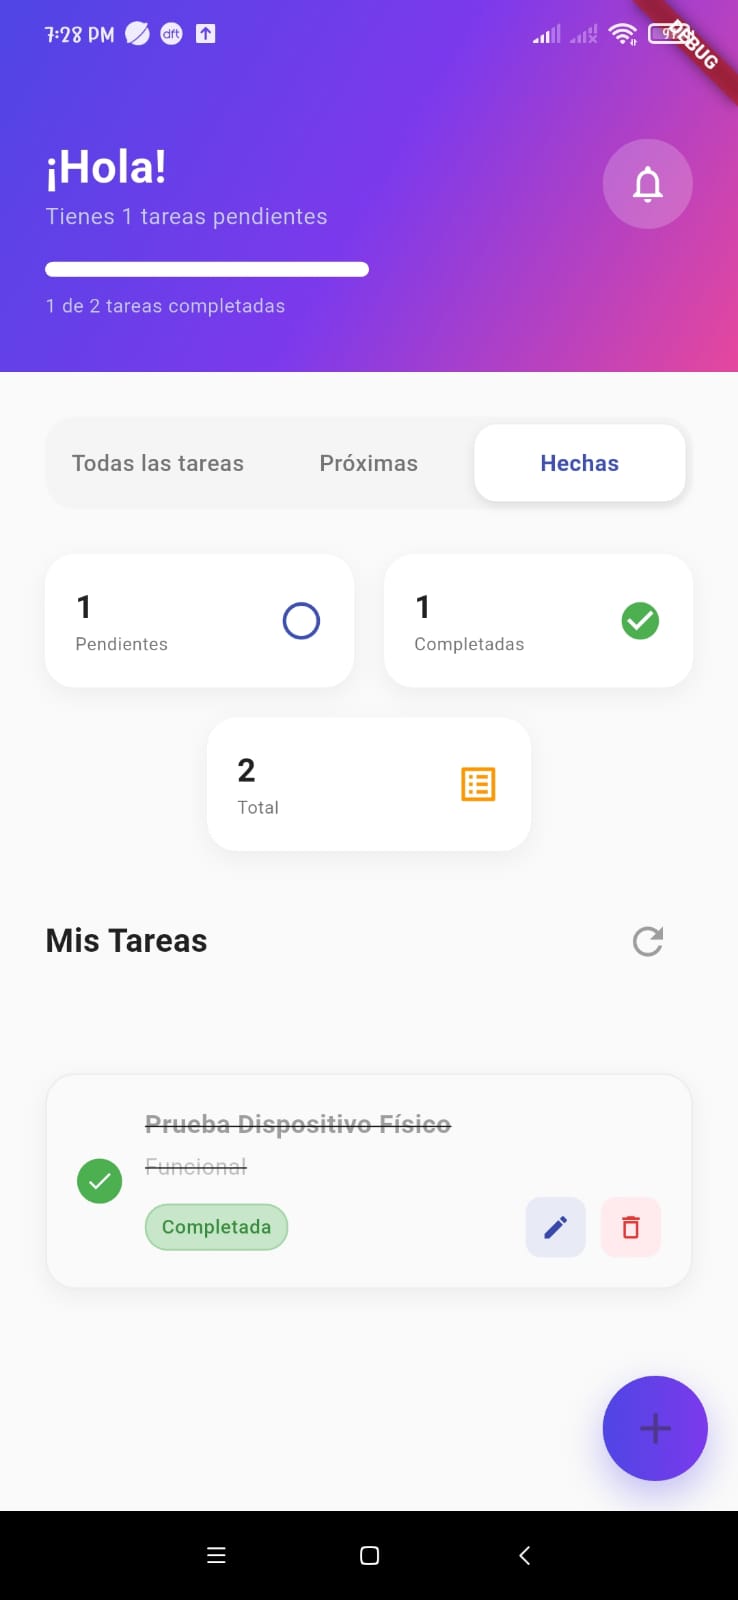 7:28 PM
dft
DEBUG
¡Hola!
Tienes 1 tareas pendientes
1 de 2 tareas completadas
Todas las tareas
Próximas
Hechas
1
Pendientes
1
Completadas
2
Total
Mis Tareas
Prueba Dispositivo Físico
Funcional
Completada